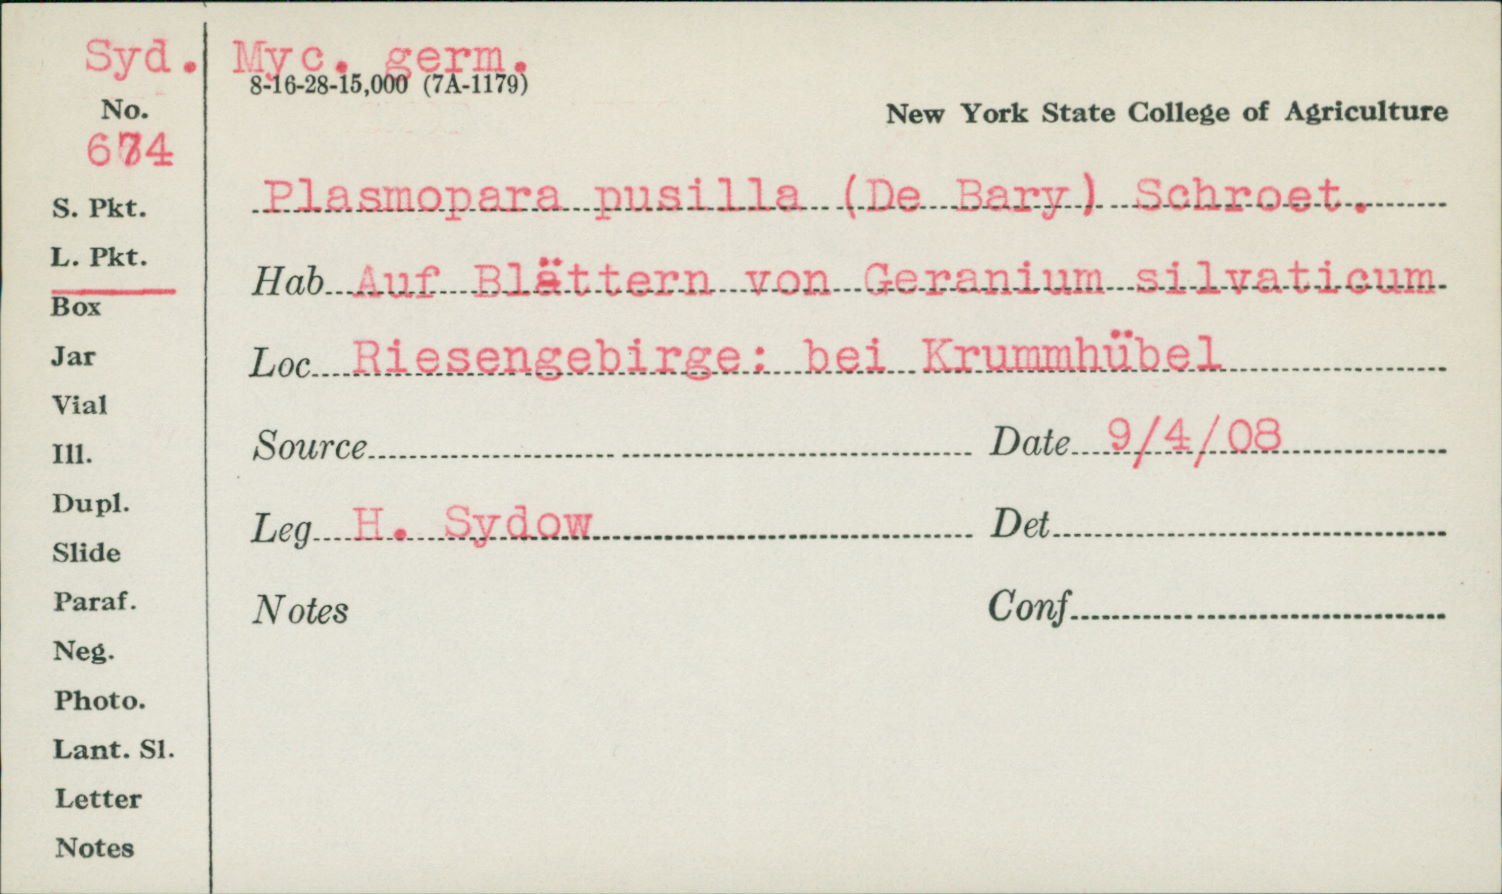 Syd. Myc. germ.
8-16-28-15,000 (7A-1179)
No.
New York State College of Agriculture
674
S. Pkt.
Plasmopara pusilla (De Bary) Schroet.
L. Pkt.
Hab Auf Blättern von Geranium silvaticum
Box
Jar
Loc Riesengebirge: bei Krummhübel
Vial
Ill.
Source Date 9/4/08
Dupl.
Slide
Leg H. Sydow Det
Paraf.
Notes Conf
Neg.
Photo.
Lant. Sl.
Letter
Notes